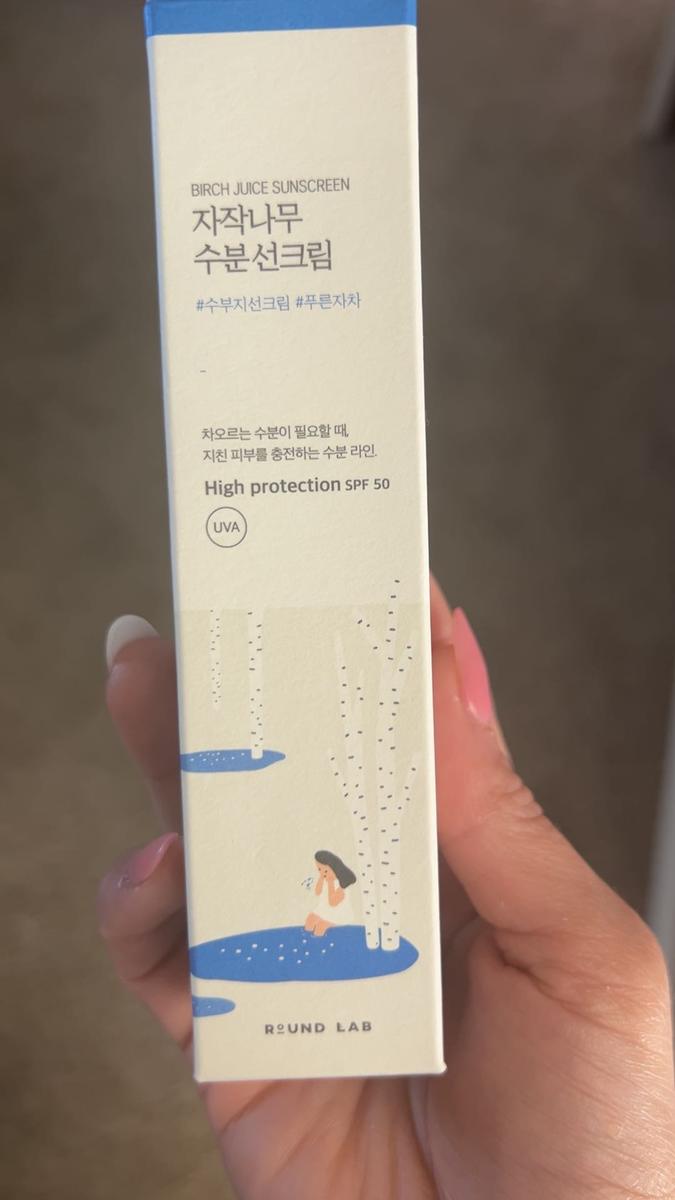 BIRCH JUICE SUNSCREEN
자작나무
수분 선크림
#수부지선크림 #푸른자차
차오르는 수분이 필요할 때,
지친 피부를 충전하는 수분 라인.
High protection SPF 50
UVA
ROUND LAB